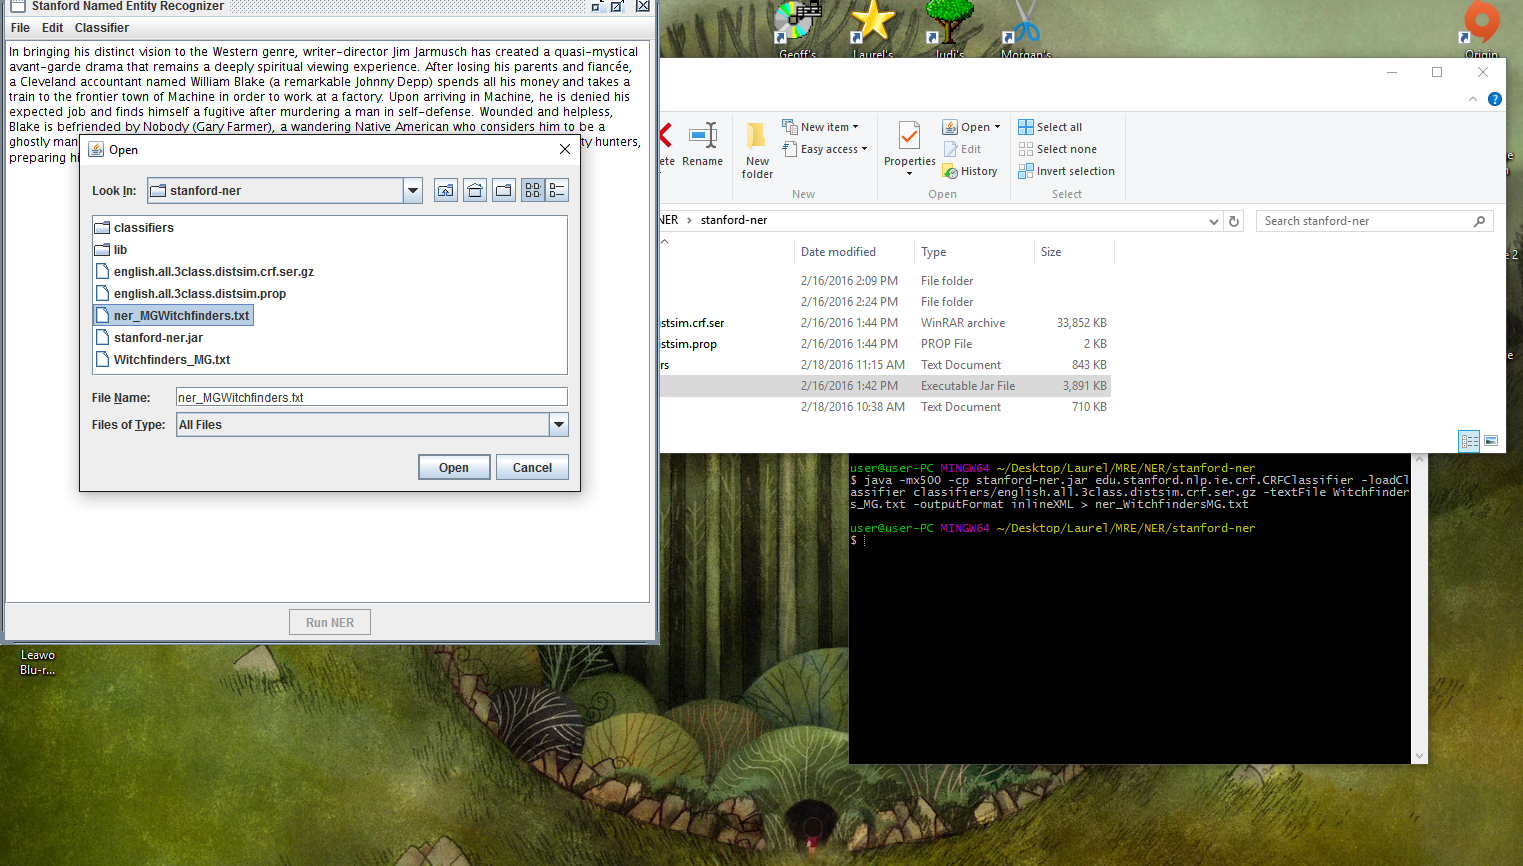 Stanford Named Entity Recognizer
File Edit Classifier
In bringing his distinct vision to the Western genre, writer-director Jim Jarmusch has created a quasi-mystical
avant-garde drama that remains a deeply spiritual viewing experience. After losing his parents and fiancée,
a Cleveland accountant named William Blake (a remarkable Johnny Depp) spends all his money and takes a
train to the frontier town of Machine in order to work at a factory. Upon arriving in Machine, he is denied his
expected job and finds himself a fugitive after murdering a man in self-defense. Wounded and helpless,
Blake is befriended by Nobody (Gary Farmer), a wandering Native American who considers him to be a
ghostly man
ty hunters,
preparing hi
Open
Look In: stanford-ner
classifiers
lib
english.all.3class.distsim.crf.ser.gz
english.all.3class.distsim.prop
ner_MGWitchfinders.txt
stanford-ner.jar
Witchfinders_MG.txt
File Name: ner_MGWitchfinders.txt
Files of Type: All Files
Open Cancel
Run NER
Leawo
Blu-r...
Geoff's Laurel's Judi's Morgan's Origin
ete Rename
New
folder
New item
Easy access
New
Properties
Open
Edit
History
Open
Select all
Select none
Invert selection
Select
NER > stanford-ner
Search stanford-ner
Date modified Type Size
2/16/2016 2:09 PM File folder
2/16/2016 2:24 PM File folder
istsim.crf.ser 2/16/2016 1:44 PM WinRAR archive 33,852 KB
istsim.prop 2/16/2016 1:44 PM PROP File 2 KB
rs 2/18/2016 11:15 AM Text Document 843 KB
2/16/2016 1:42 PM Executable Jar File 3,891 KB
2/18/2016 10:38 AM Text Document 710 KB
user@user-PC MINGW64 ~/Desktop/Laurel/MRE/NER/stanford-ner
$ java -mx500 -cp stanford-ner.jar edu.stanford.nlp.ie.crf.CRFClassifier -loadCl
assifier classifiers/english.all.3class.distsim.crf.ser.gz -textFile Witchfinder
s_MG.txt -outputFormat inlineXML > ner_WitchfindersMG.txt
user@user-PC MINGW64 ~/Desktop/Laurel/MRE/NER/stanford-ner
$